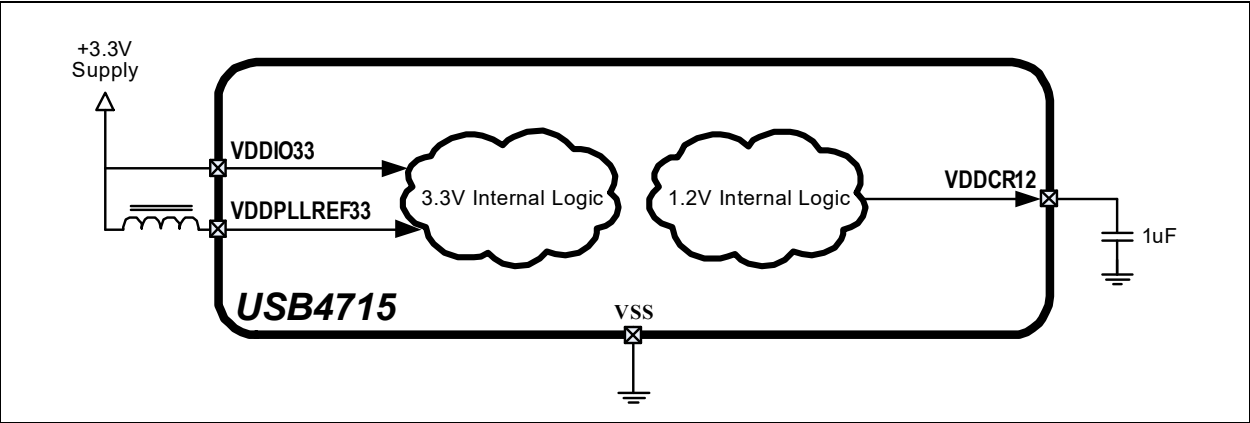 +3.3V
Supply
VDDIO33
VDDPLLREF33
3.3V Internal Logic
1.2V Internal Logic
VDDCR12
1uF
USB4715
VSS